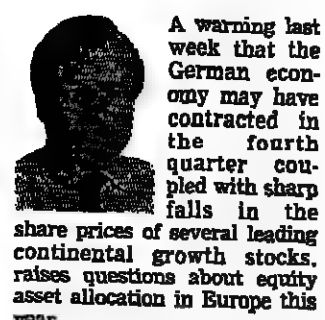 A warning last
week that the
German econ-
omy may have
contracted in
the fourth
quarter cou-
pled with sharp
falls in the
share prices of several leading
continental growth stocks,
raises questions about equity
asset allocation in Europe this